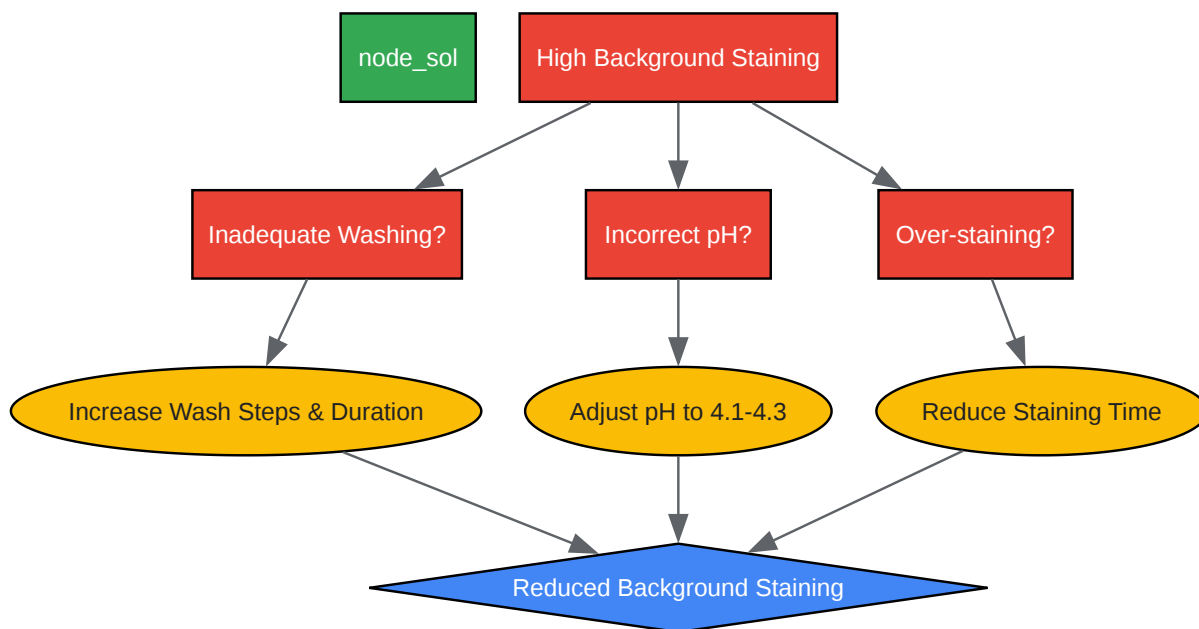 node_sol
High Background Staining
Inadequate Washing?
Incorrect pH?
Over-staining?
Increase Wash Steps & Duration
Adjust pH to 4.1-4.3
Reduce Staining Time
Reduced Background Staining